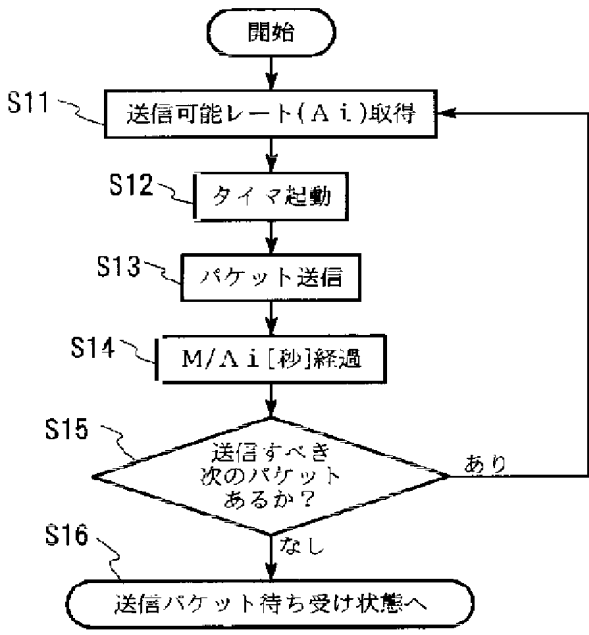 開始
S11
送信可能レート(Ai)取得
S12
タイマ起動
S13
パケット送信
S14
M/Ai[秒]経過
S15
送信すべき
次のパケット
あるか?
あり
なし
S16
送信パケット待ち受け状態へ